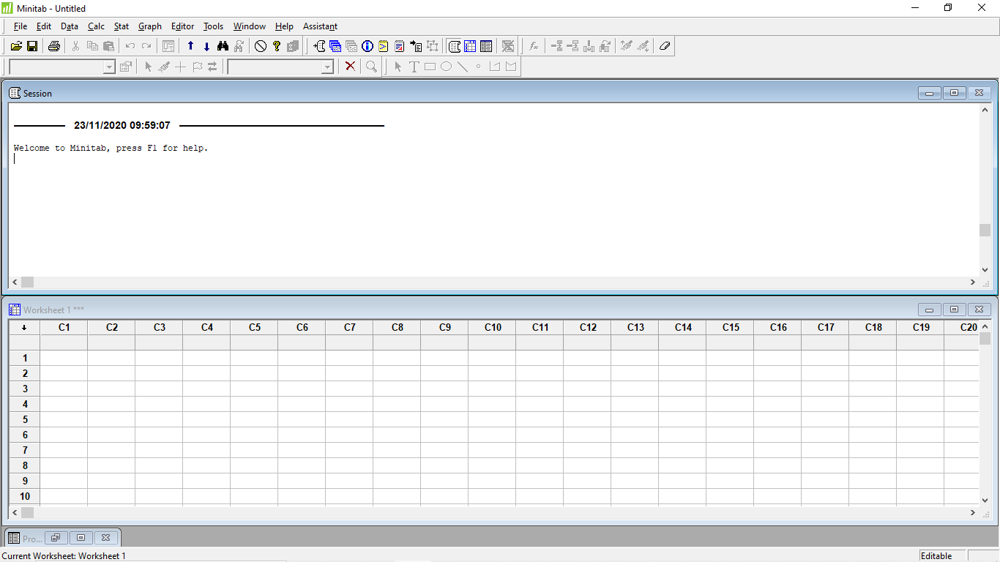 Minitab - Untitled
File Edit Data Calc Stat Graph Editor Tools Window Help Assistant
Session
23/11/2020 09:59:07
Welcome to Minitab, press F1 for help.
Worksheet 1 ***
C1 C2 C3 C4 C5 C6 C7 C8 C9 C10 C11 C12 C13 C14 C15 C16 C17 C18 C19 C20
1
2
3
4
5
6
7
8
9
10
Pro...
Current Worksheet: Worksheet 1 Editable